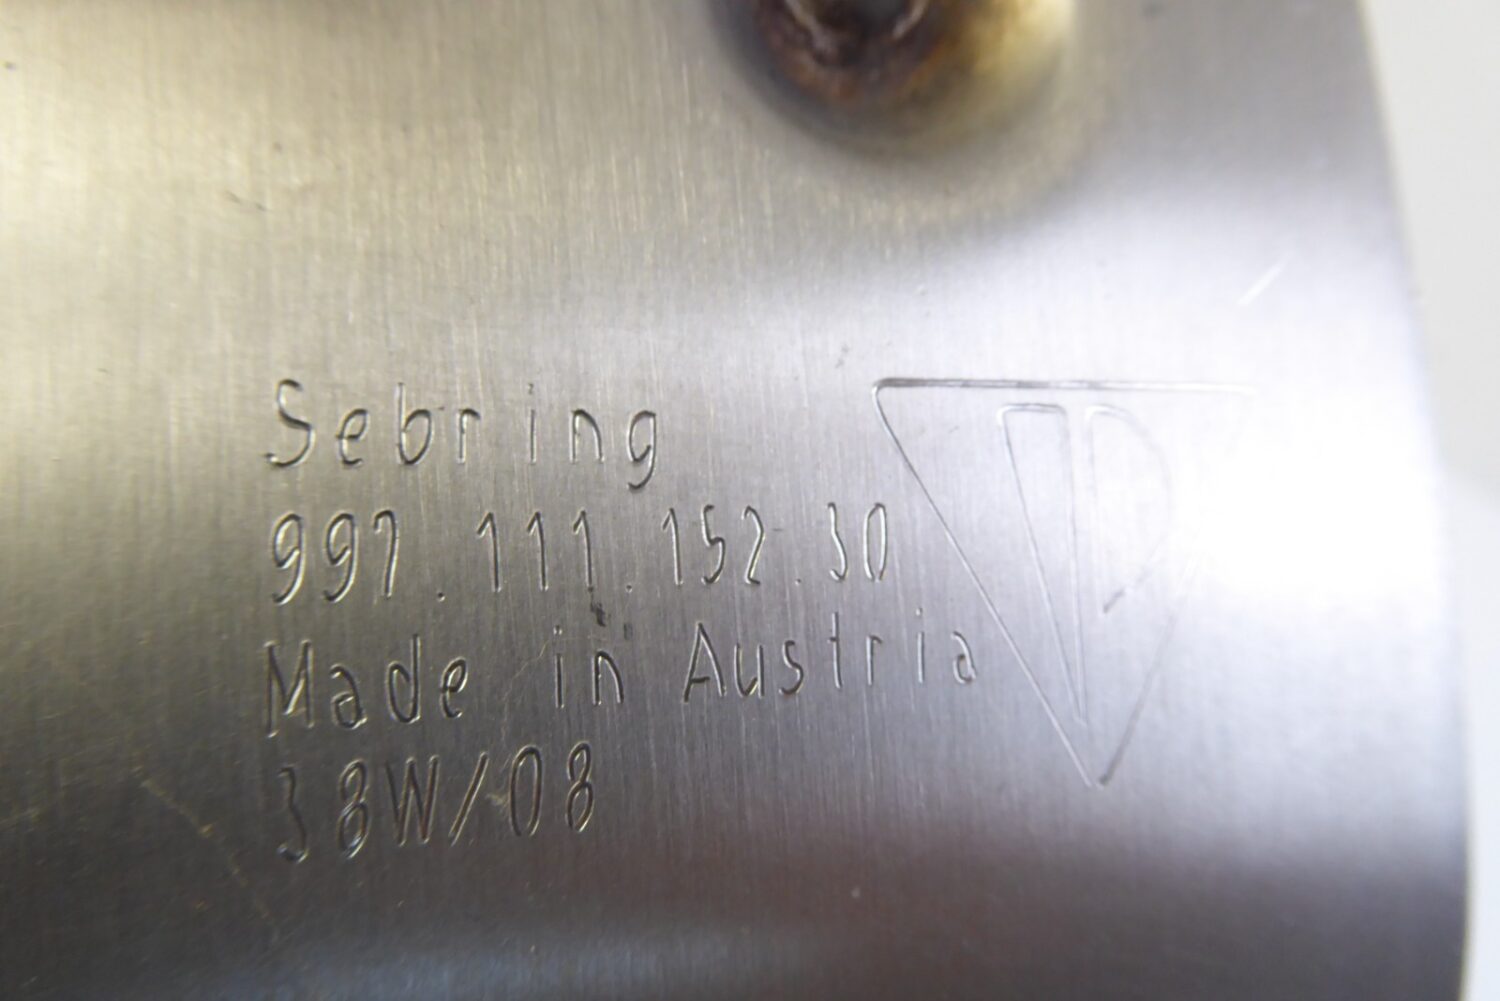 Sebring
997.111.152.30
Made in Austria
38W/08